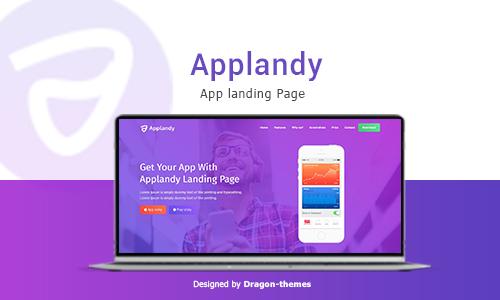 Applandy
App landing Page
Applandy
Home Features Why us? Screenshots Price Contact
Get Your App With
Applandy Landing Page
Lorem Ipsum is simply dummy text of the printing and typesetting.
Lorem Ipsum is simply dummy text of the printing.
App store Play store
Designed by Dragon-themes